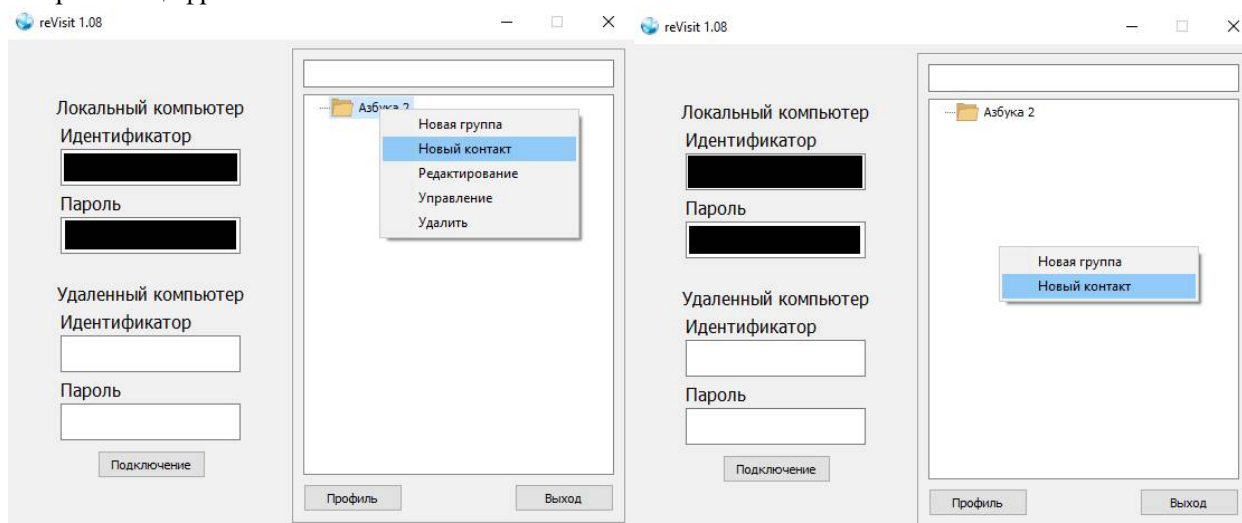 reVisit 1.08
Локальный компьютер
Идентификатор
Пароль
Удаленный компьютер
Идентификатор
Пароль
Подключение
Азбука 2
Новая группа
Новый контакт
Редактирование
Управление
Удалить
Профиль
Выход
reVisit 1.08
Локальный компьютер
Идентификатор
Пароль
Удаленный компьютер
Идентификатор
Пароль
Подключение
Азбука 2
Новая группа
Новый контакт
Профиль
Выход